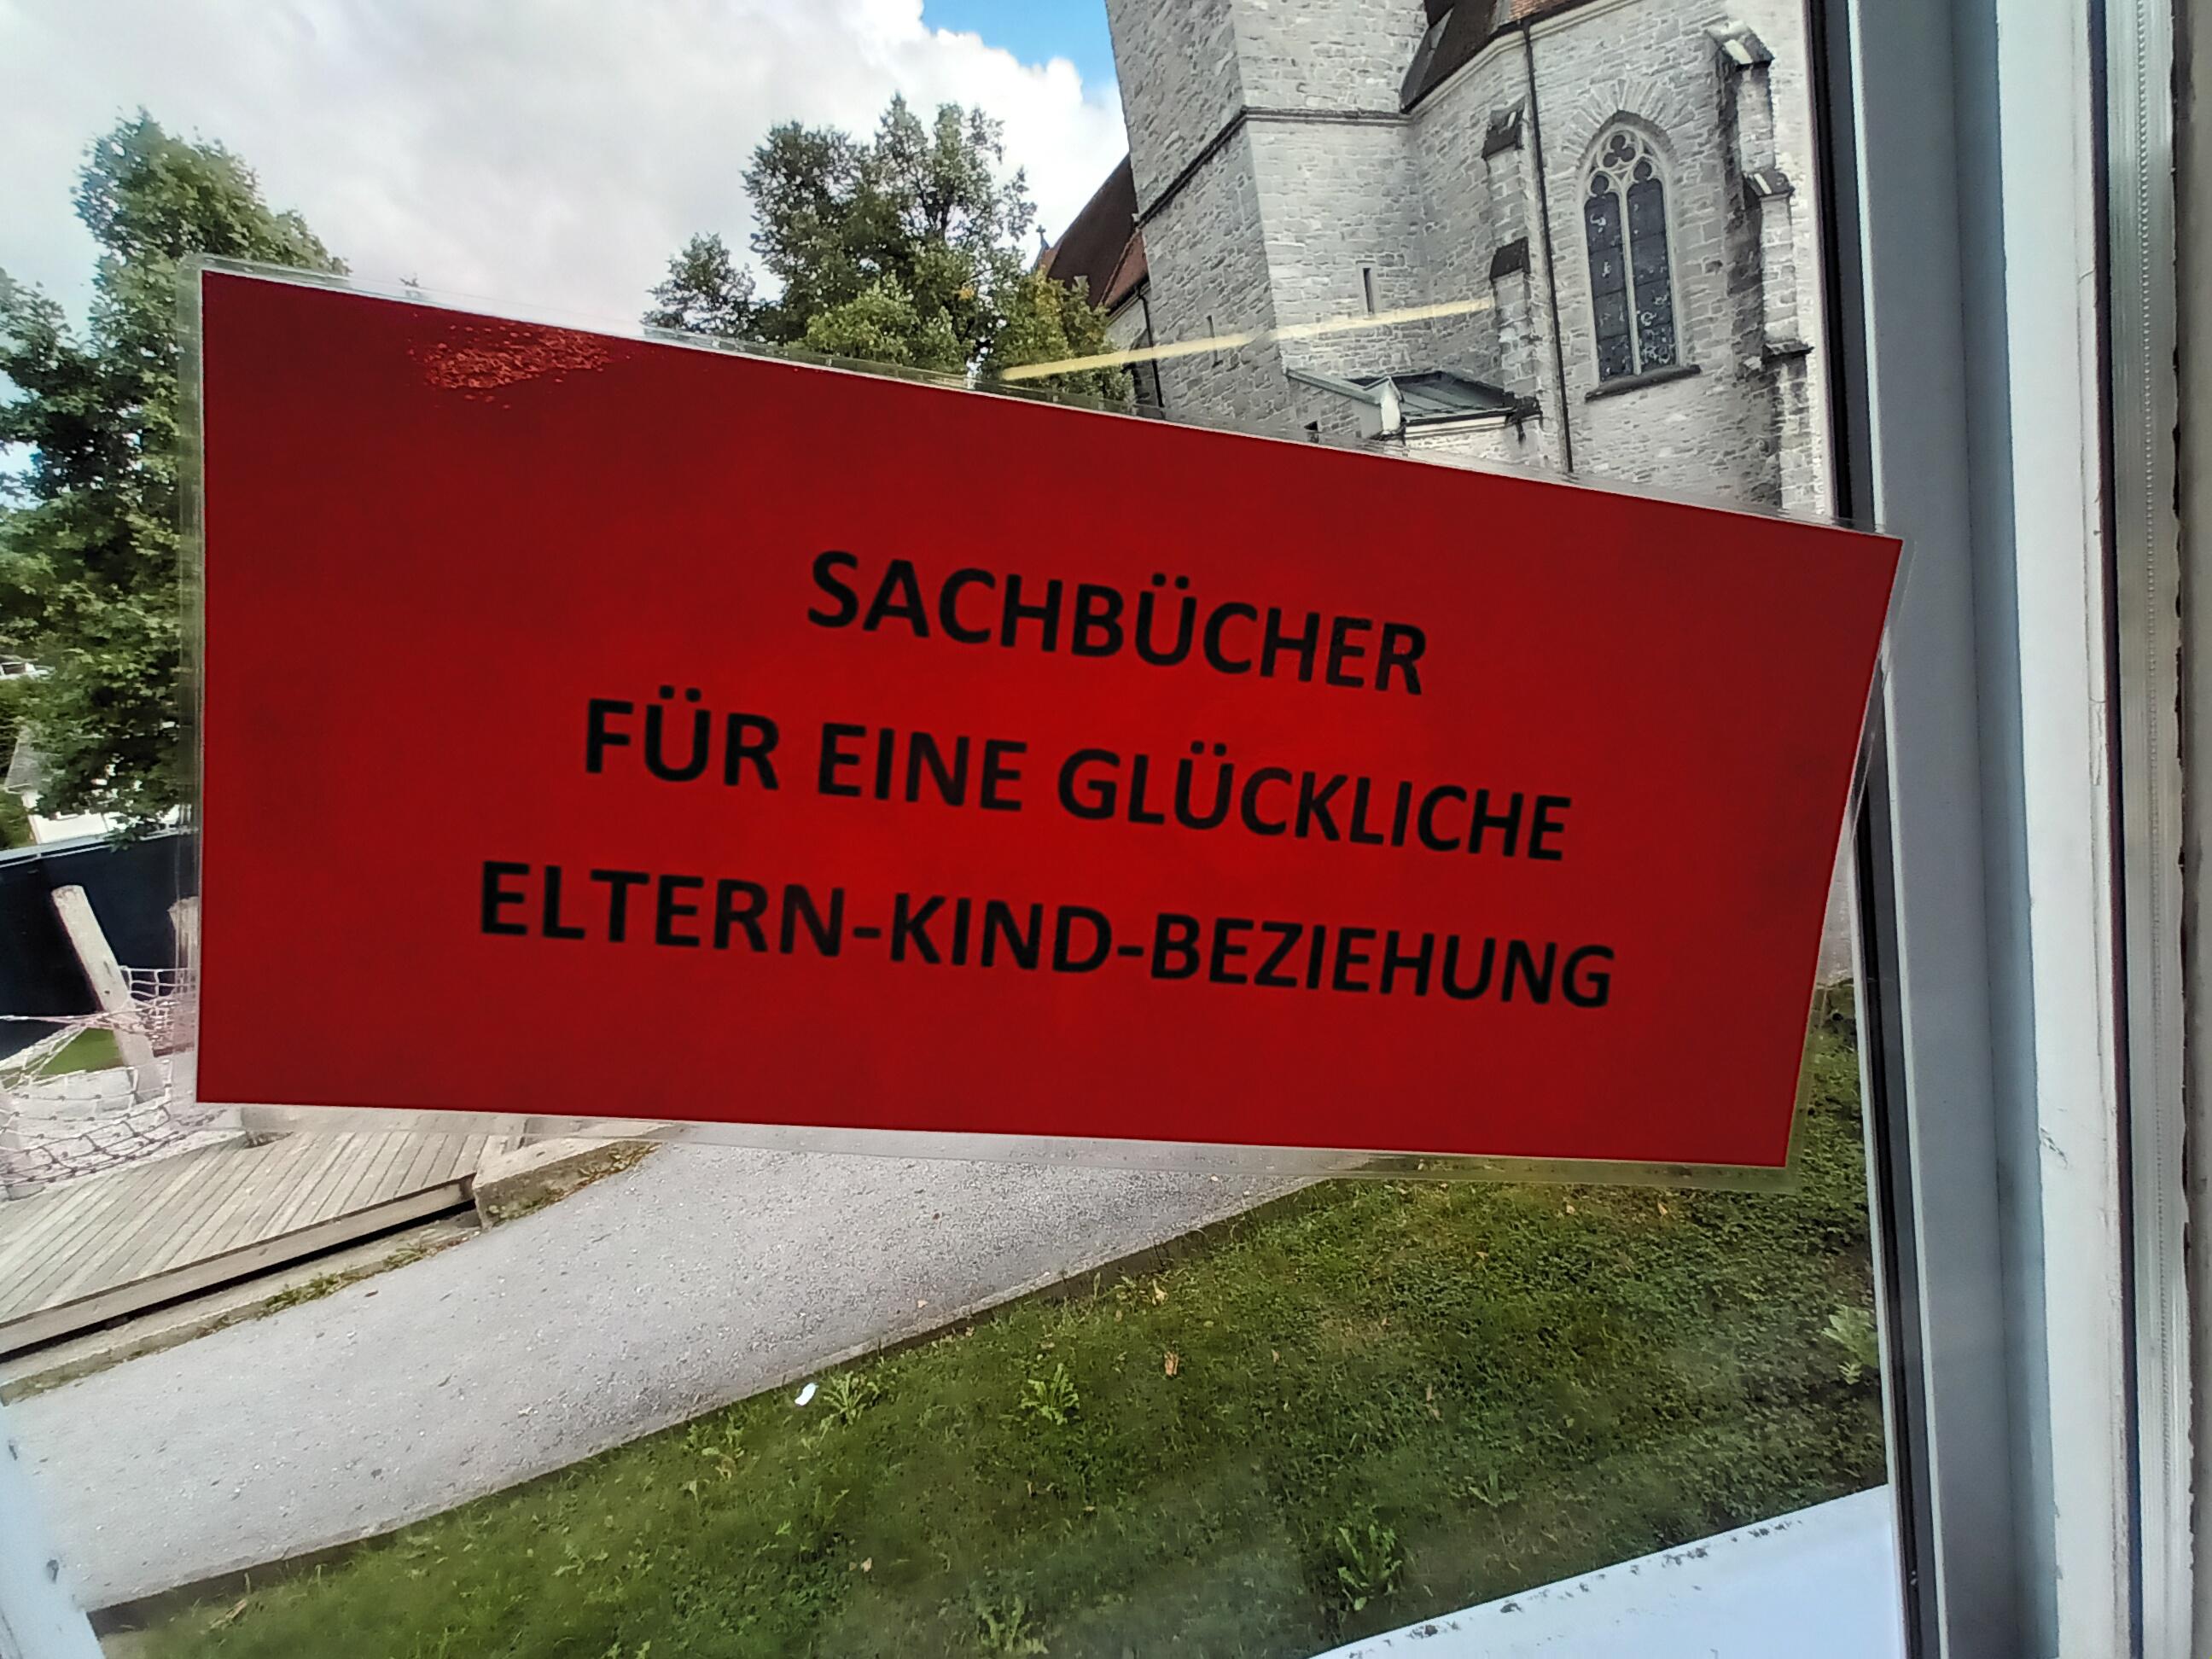 SACHBÜCHER
FÜR EINE GLÜCKLICHE
ELTERN-KIND-BEZIEHUNG